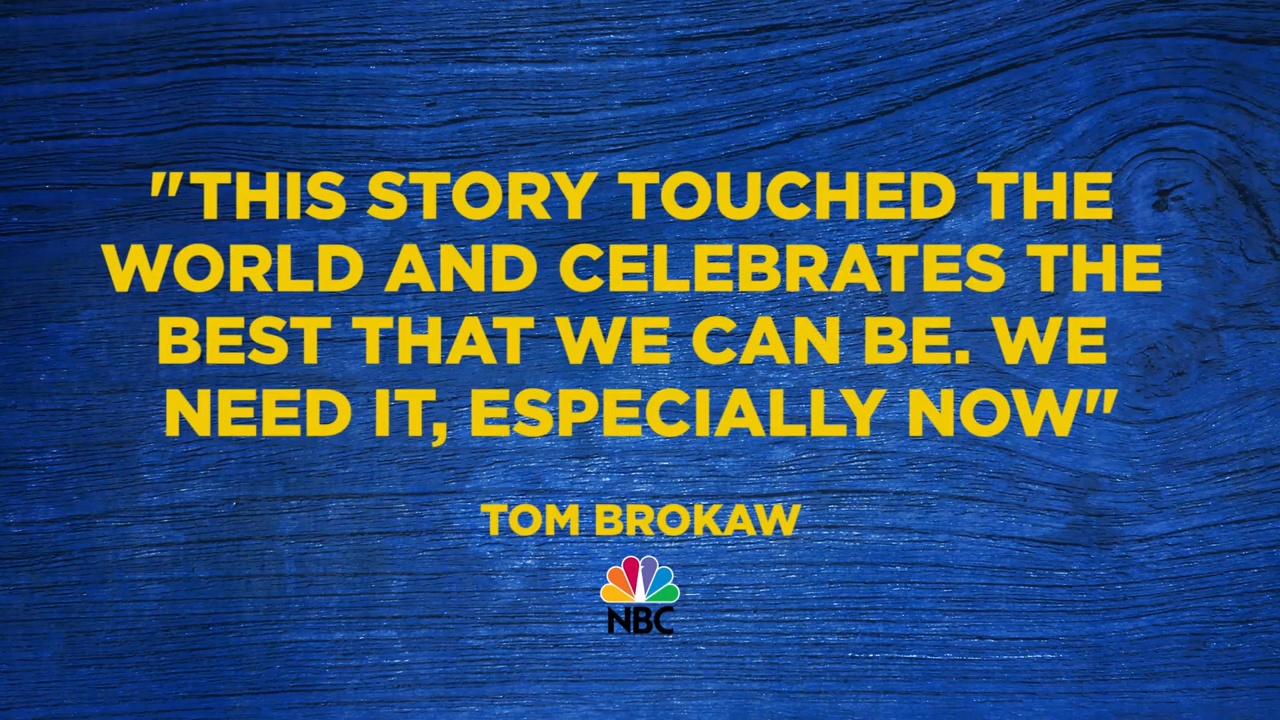 "THIS STORY TOUCHED THE
WORLD AND CELEBRATES THE
BEST THAT WE CAN BE. WE
NEED IT, ESPECIALLY NOW"
TOM BROKAW
NBC